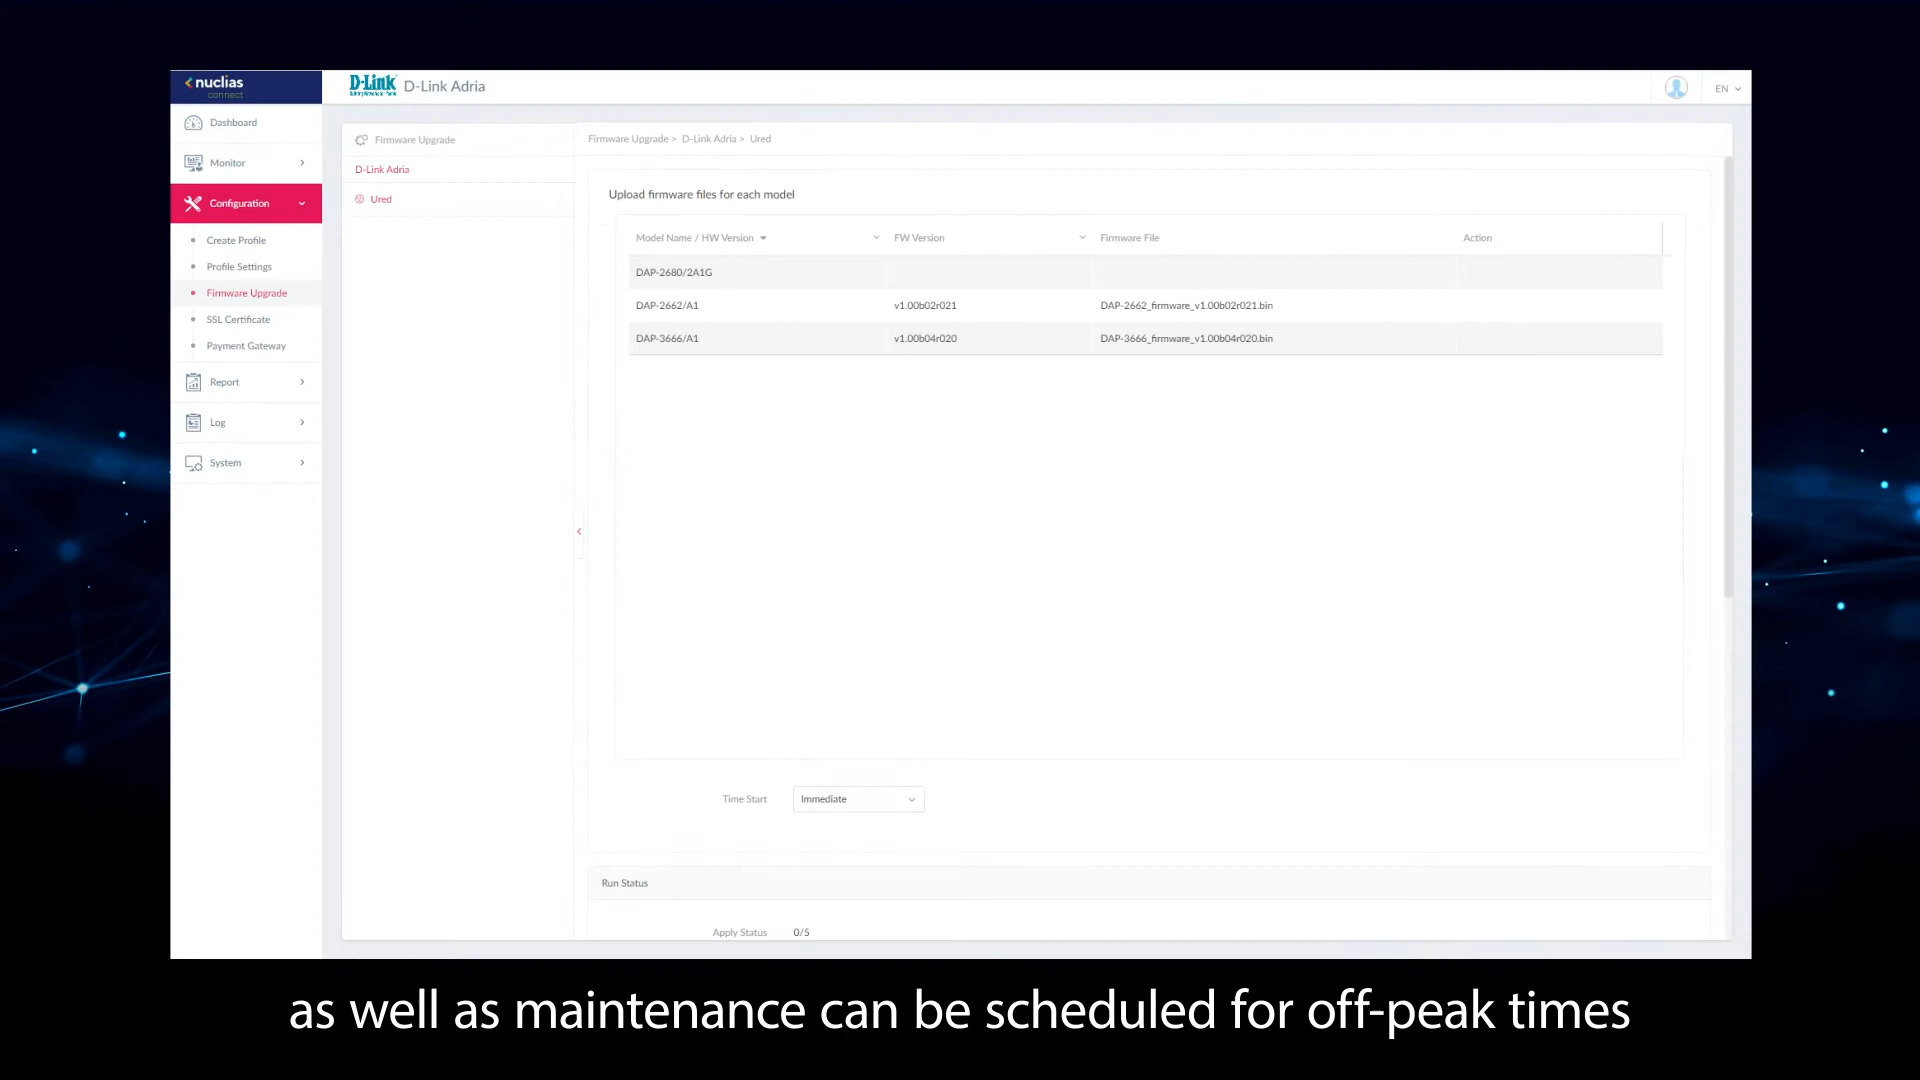 nuclias
connect
D-Link D-Link Adria
EN
Dashboard
Monitor
Configuration
Create Profile
Profile Settings
Firmware Upgrade
SSL Certificate
Payment Gateway
Report
Log
System
Firmware Upgrade
D-Link Adria
Ured
Firmware Upgrade > D-Link Adria > Ured
Upload firmware files for each model
Model Name / HW Version FW Version Firmware File Action
DAP-2680/2A1G
DAP-2662/A1 v1.00b02r021 DAP-2662_firmware_v1.00b02r021.bin
DAP-3666/A1 v1.00b04r020 DAP-3666_firmware_v1.00b04r020.bin
Time Start Immediate
Run Status
Apply Status 0/5
as well as maintenance can be scheduled for off-peak times